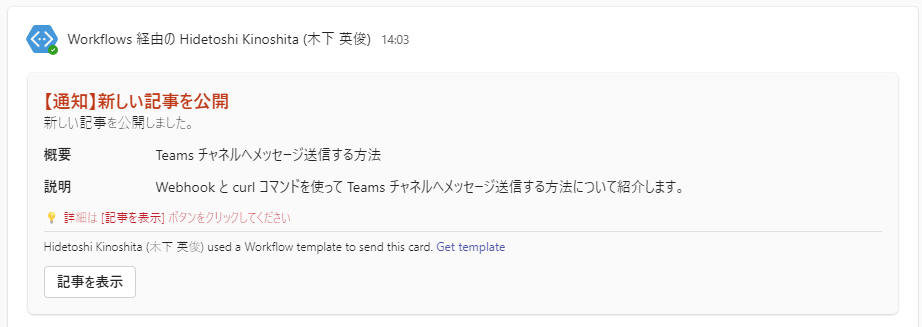 Workflows 経由の Hidetoshi Kinoshita (木下 英俊) 14:03
【通知】新しい記事を公開
新しい記事を公開しました。
概要 Teams チャネルへメッセージ送信する方法
説明 Webhook と curl コマンドを使って Teams チャネルへメッセージ送信する方法について紹介します。
💡 詳細は [記事を表示] ボタンをクリックしてください
Hidetoshi Kinoshita (木下 英俊) used a Workflow template to send this card. Get template
記事を表示